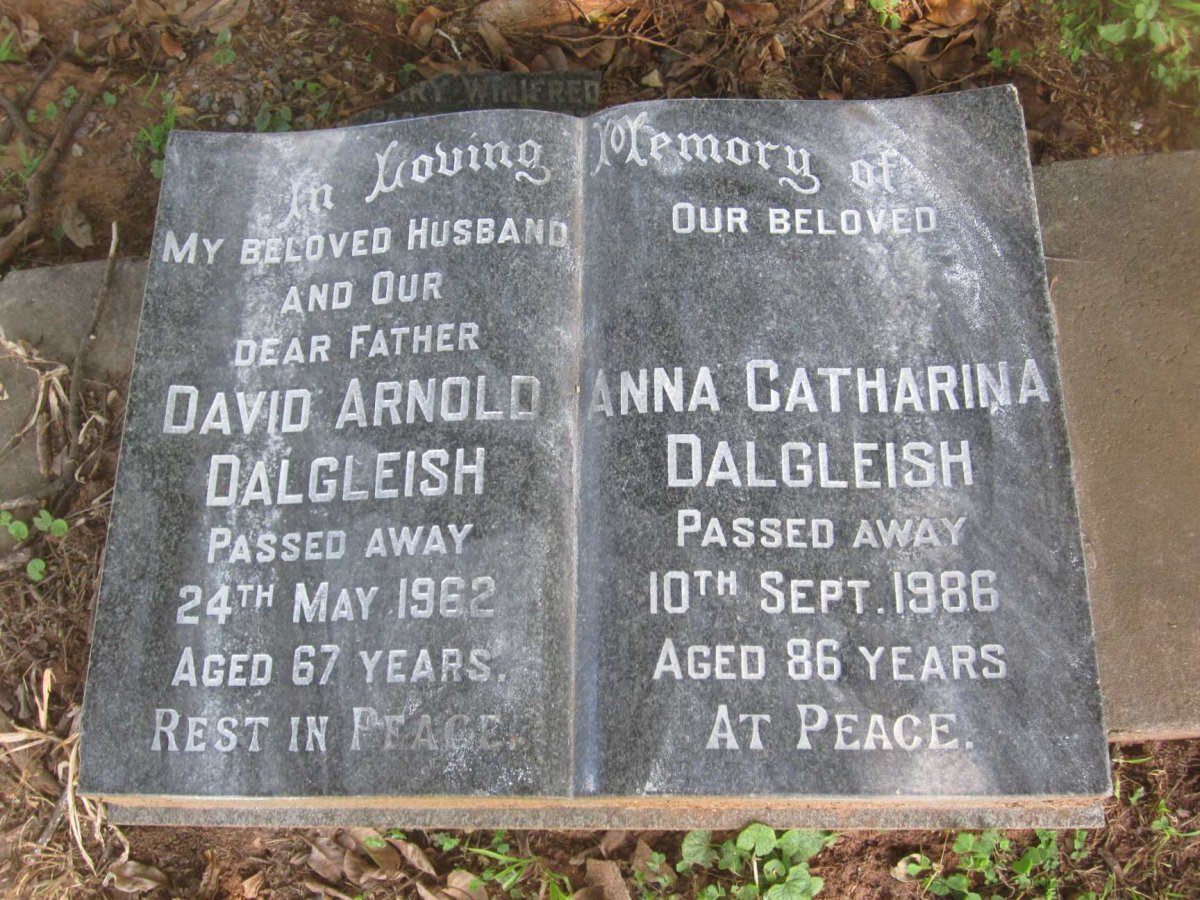 ARY WINIFRED
In Loving Memory of
MY BELOVED HUSBAND
AND OUR
DEAR FATHER
DAVID ARNOLD
DALGLEISH
PASSED AWAY
24TH MAY 1962
AGED 67 YEARS.
REST IN PEACE.
OUR BELOVED
ANNA CATHARINA
DALGLEISH
PASSED AWAY
10TH SEPT. 1986
AGED 86 YEARS
AT PEACE.